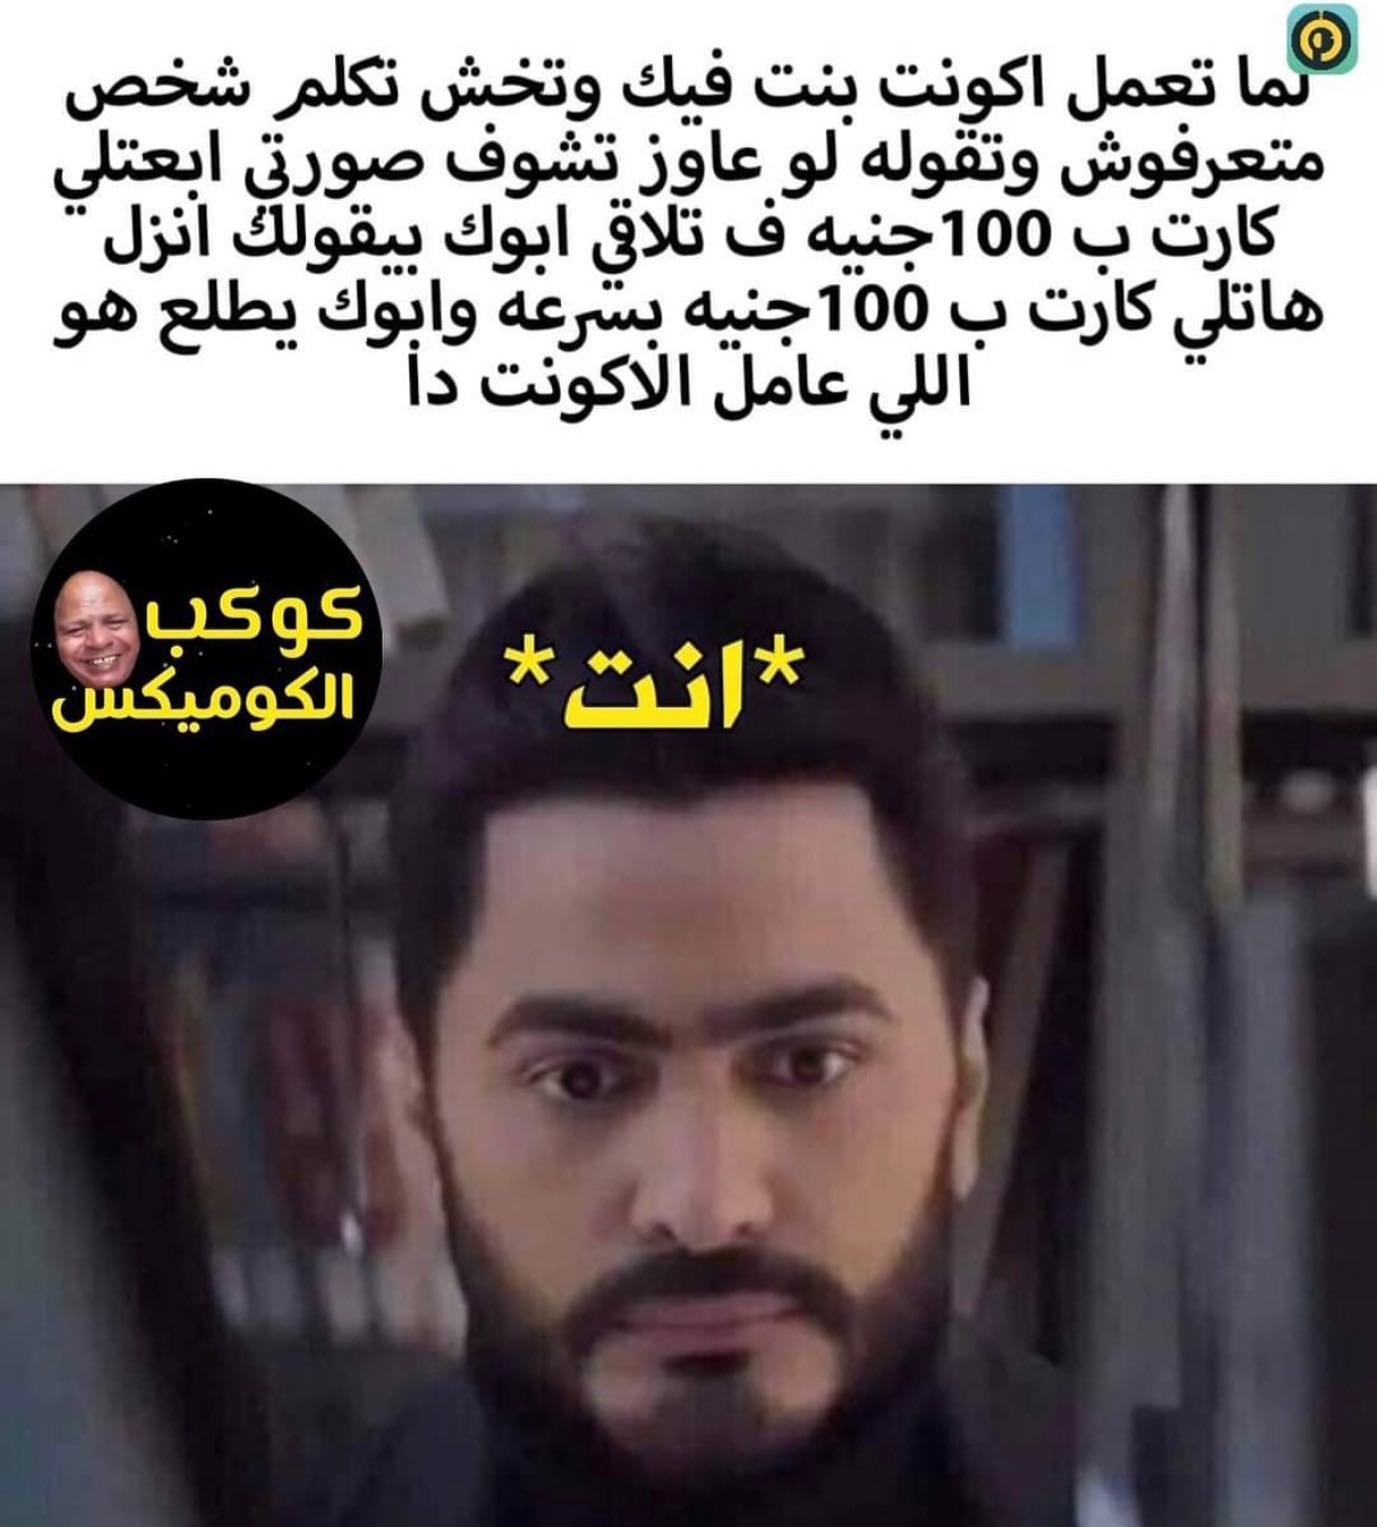 لما تعمل اكونت بنت فيك وتخش تكلم شخص
متعرفوش وتقوله لو عاوز تشوف صورتي ابعتلي
كارت ب 100جنيه ف تلاقي ابوك بيقولك انزل
هاتلي كارت ب 100جنيه بسرعه وابوك يطلع هو
اللي عامل الاكونت دا
كوكب
الكوميكس
*انت*